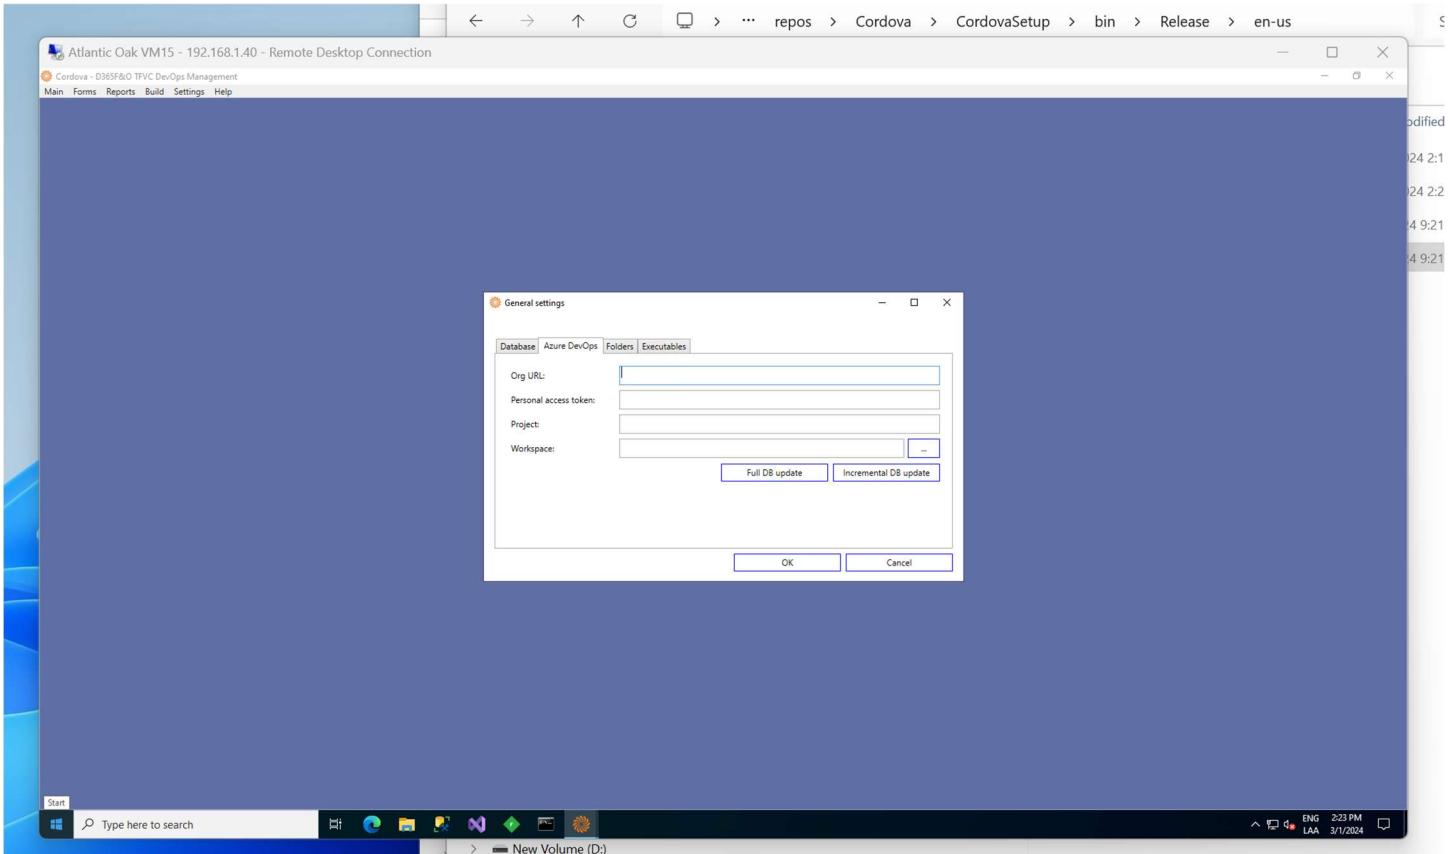 repos > Cordova > CordovaSetup > bin > Release > en-us
Atlantic Oak VM15 - 192.168.1.40 - Remote Desktop Connection
Cordova - D365F&O TFVC DevOps Management
Main Forms Reports Build Settings Help
odified
24 2:1
24 2:2
4 9:21
4 9:21
General settings
Database Azure DevOps Folders Executables
Org URL:
Personal access token:
Project:
Workspace:
...
Full DB update Incremental DB update
OK Cancel
Start
Type here to search
ENG 2:23 PM
LAA 3/1/2024
New Volume (D:)